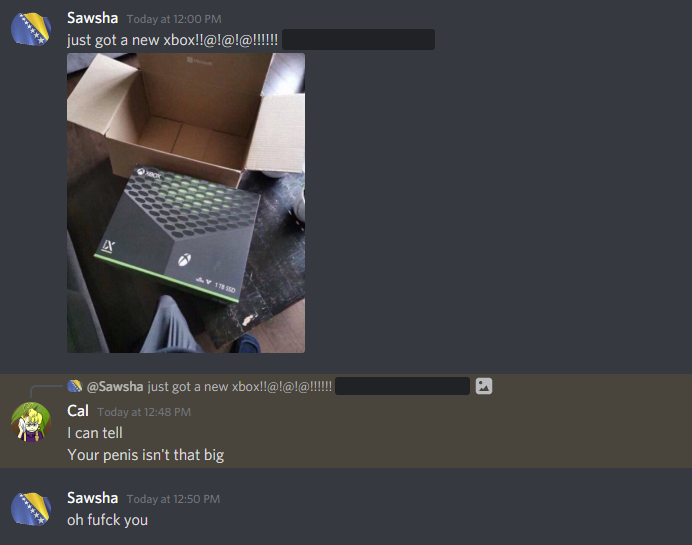 Sawsha Today at 12:00 PM
just got a new xbox!!@!@!@!!!!!!
Microsoft
XBOX
X
1 TB SSD
@Sawsha just got a new xbox!!@!@!@!!!!!!
Cal Today at 12:48 PM
I can tell
Your penis isn't that big
Sawsha Today at 12:50 PM
oh fufck you